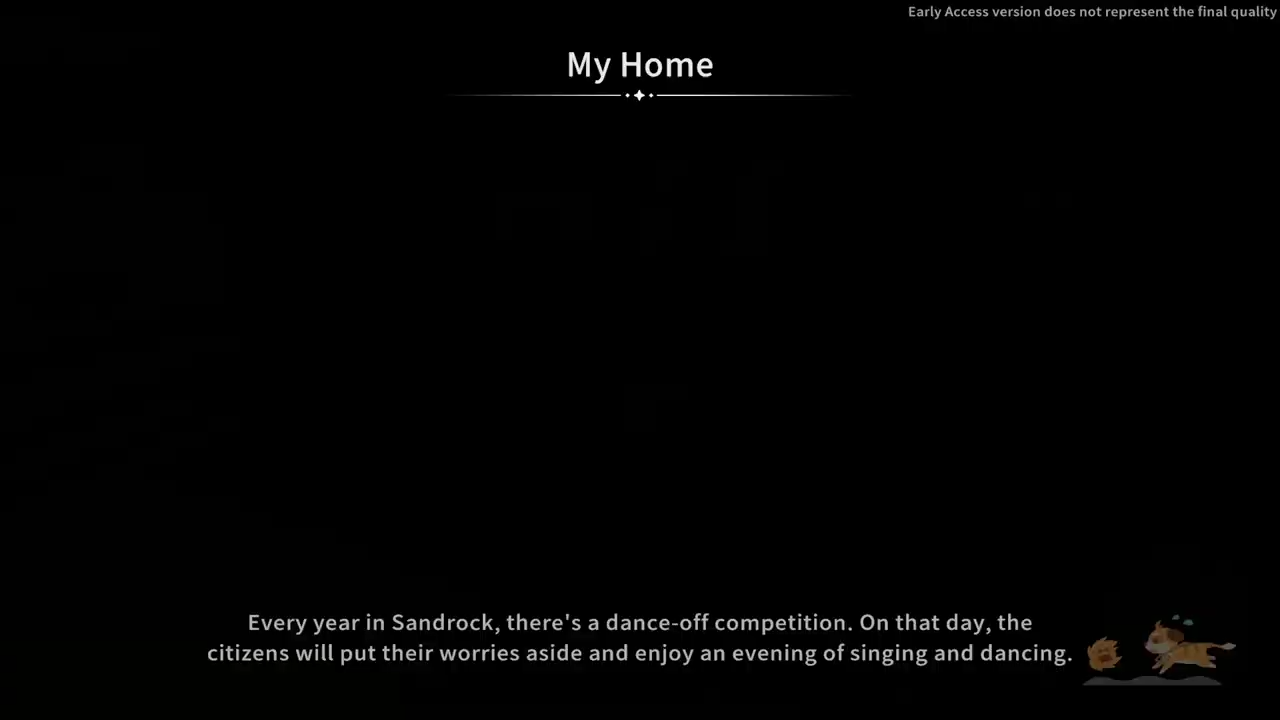 Early Access version does not represent the final quality
My Home
Every year in Sandrock, there's a dance-off competition. On that day, the
citizens will put their worries aside and enjoy an evening of singing and dancing.